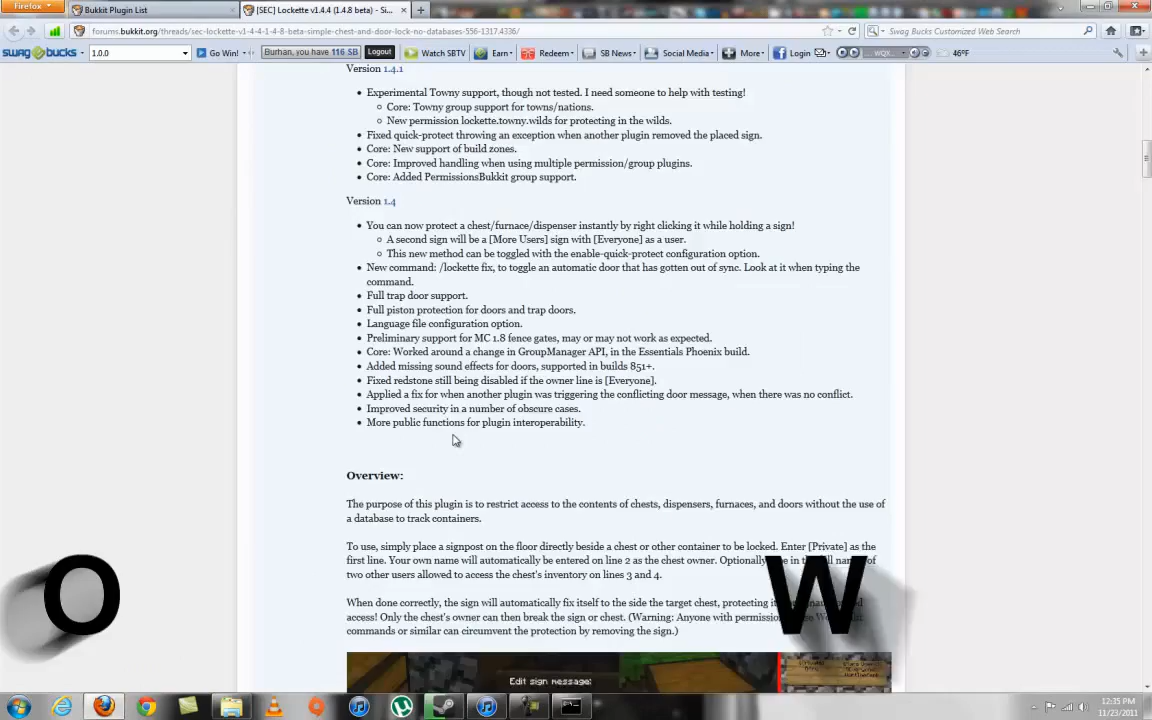 Firefox
Bukkit Plugin List
[SEC] Lockette v1.4.4 (1.4.8 beta) - Si...
forums.bukkit.org/threads/sec-lockette-v1-4-4-1-4-8-beta-simple-chest-and-door-lock-no-databases-556-1317.4336/
Swag Bucks Customized Web Search
swagbucks
1.0.0
Go Win!
Burhan, you have 116 SB
Logout
Watch SBTV
Earn
Redeem
SB News
Social Media
More
Login
46°F
Version 1.4.1
Experimental Towny support, though not tested. I need someone to help with testing!
Core: Towny group support for towns/nations.
New permission lockette.towny.wilds for protecting in the wilds.
Fixed quick-protect throwing an exception when another plugin removed the placed sign.
Core: New support of build zones.
Core: Improved handling when using multiple permission/group plugins.
Core: Added PermissionsBukkit group support.
Version 1.4
You can now protect a chest/furnace/dispenser instantly by right clicking it while holding a sign!
A second sign will be a [More Users] sign with [Everyone] as a user.
This new method can be toggled with the enable-quick-protect configuration option.
New command: /lockette fix, to toggle an automatic door that has gotten out of sync. Look at it when typing the
command.
Full trap door support.
Full piston protection for doors and trap doors.
Language file configuration option.
Preliminary support for MC 1.8 fence gates, may or may not work as expected.
Core: Worked around a change in GroupManager API, in the Essentials Phoenix build.
Added missing sound effects for doors, supported in builds 851+.
Fixed redstone still being disabled if the owner line is [Everyone].
Applied a fix for when another plugin was triggering the conflicting door message, when there was no conflict.
Improved security in a number of obscure cases.
More public functions for plugin interoperability.
Overview:
The purpose of this plugin is to restrict access to the contents of chests, dispensers, furnaces, and doors without the use of
a database to track containers.
To use, simply place a signpost on the floor directly beside a chest or other container to be locked. Enter [Private] as the
first line. Your own name will automatically be entered on line 2 as the chest owner. Optionally in the full names of
two other users allowed to access the chest's inventory on lines 3 and 4.
When done correctly, the sign will automatically fix itself to the side the target chest, protecting it
access! Only the chest's owner can then break the sign or chest. (Warning: Anyone with permission
commands or similar can circumvent the protection by removing the sign.)
O W
Edit sign message:
12:35 PM
11/23/2011